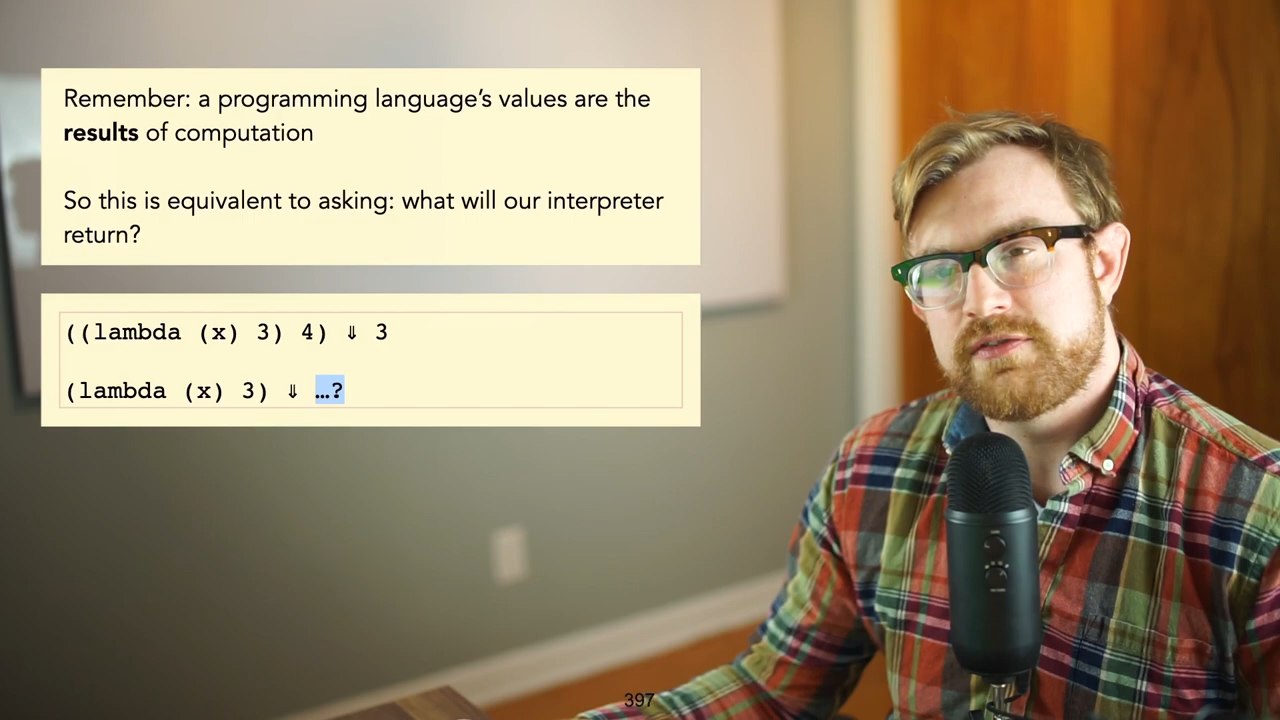 Remember: a programming language’s values are the
results of computation
So this is equivalent to asking: what will our interpreter
return?
((lambda (x) 3) 4) ⇓ 3
(lambda (x) 3) ⇓ …?
397